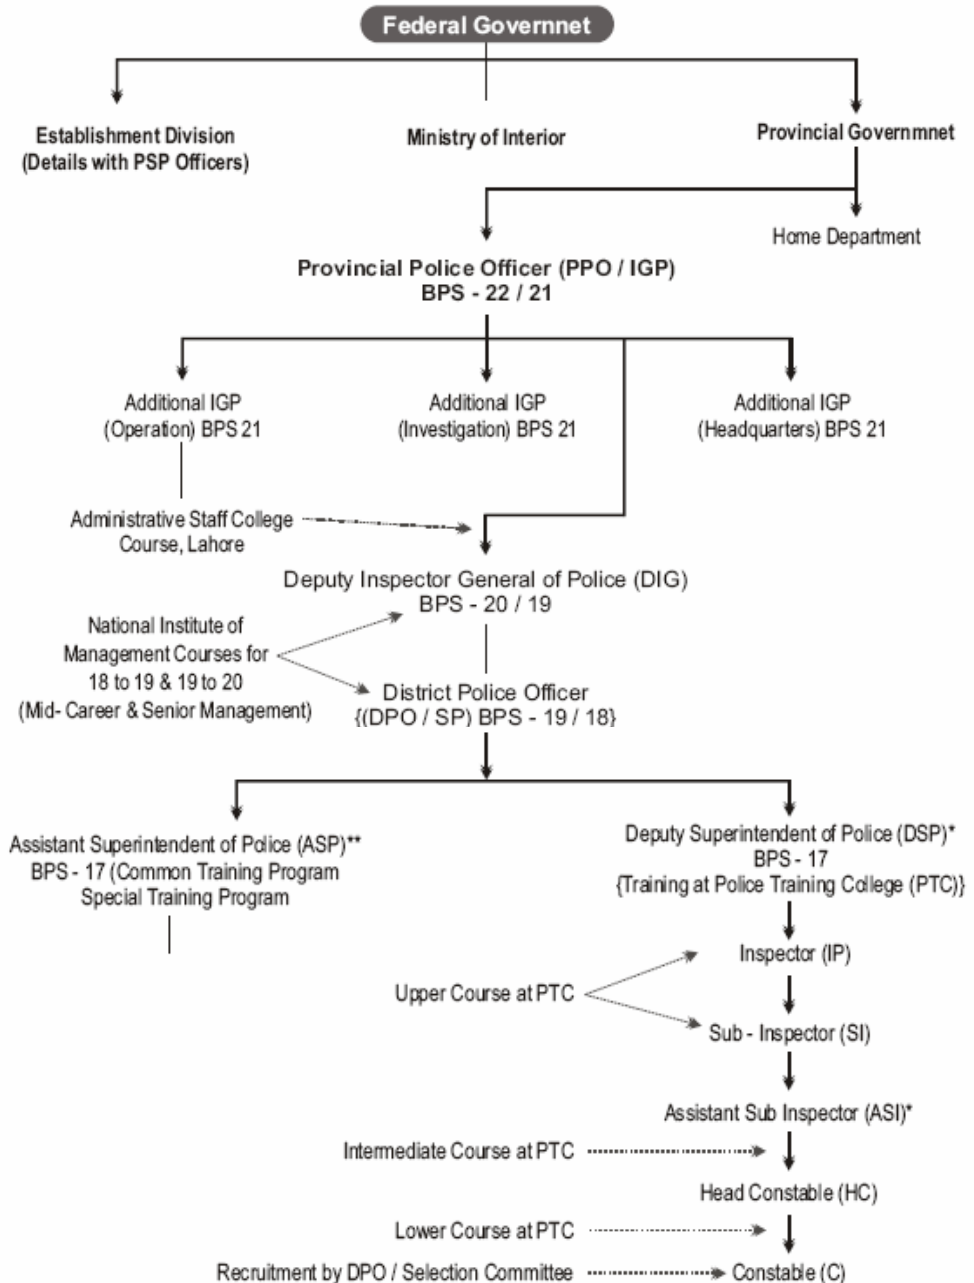 Federal Governnet
Establishment Division
(Details with PSP Officers)
Ministry of Interior
Provincial Governmnet
Home Department
Provincial Police Officer (PPO / IGP)
BPS - 22 / 21
Additional IGP
(Operation) BPS 21
Additional IGP
(Investigation) BPS 21
Additional IGP
(Headquarters) BPS 21
Administrative Staff College
Course, Lahore
Deputy Inspector General of Police (DIG)
BPS - 20 / 19
National Institute of
Management Courses for
18 to 19 & 19 to 20
(Mid- Career & Senior Management)
District Police Officer
{(DPO / SP) BPS - 19 / 18}
Assistant Superintendent of Police (ASP)**
BPS - 17 (Common Training Program
Special Training Program
Deputy Superintendent of Police (DSP)*
BPS - 17
{Training at Police Training College (PTC)}
Inspector (IP)
Upper Course at PTC
Sub - Inspector (SI)
Assistant Sub Inspector (ASI)*
Intermediate Course at PTC
Head Constable (HC)
Lower Course at PTC
Recruitment by DPO / Selection Committee
Constable (C)